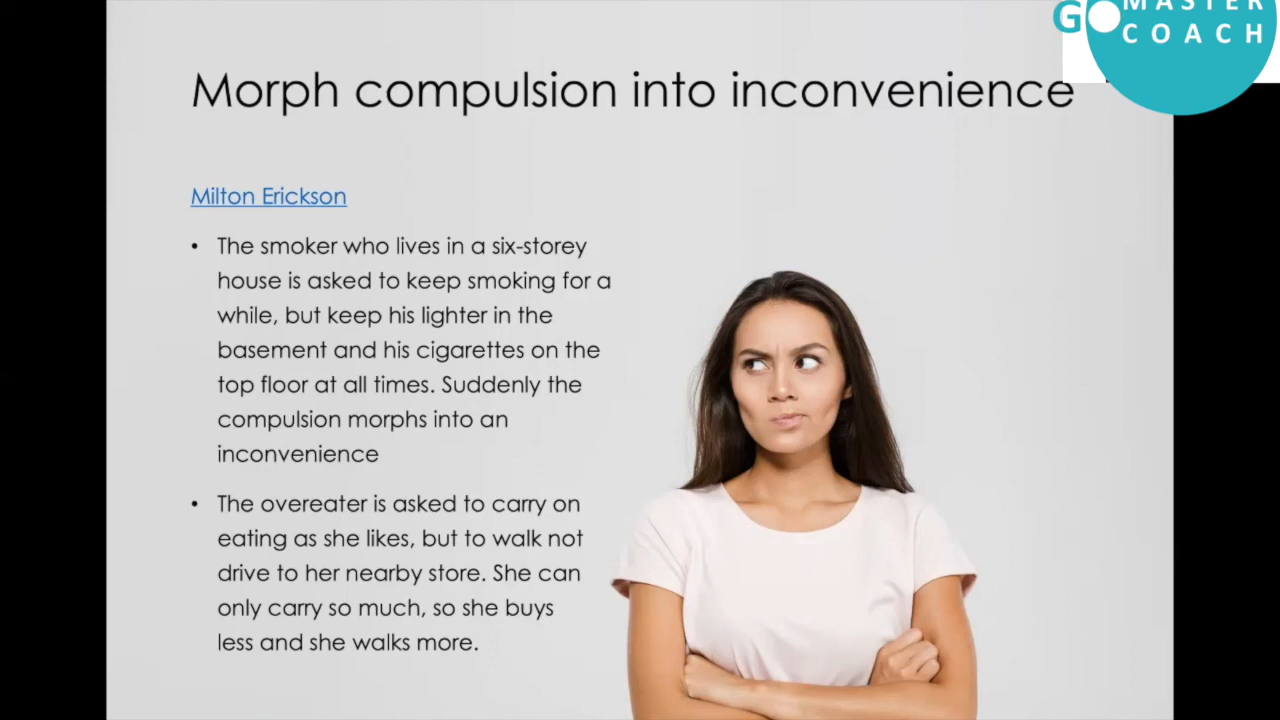 GO MASTER
COACH
Morph compulsion into inconvenience
Milton Erickson
• The smoker who lives in a six-storey
house is asked to keep smoking for a
while, but keep his lighter in the
basement and his cigarettes on the
top floor at all times. Suddenly the
compulsion morphs into an
inconvenience
• The overeater is asked to carry on
eating as she likes, but to walk not
drive to her nearby store. She can
only carry so much, so she buys
less and she walks more.